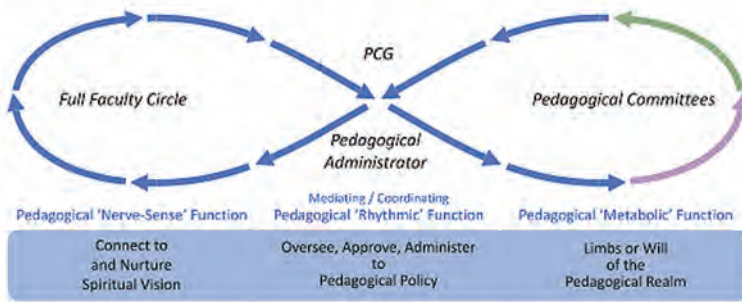 PCG
Full Faculty Circle
Pedagogical Committees
Pedagogical
Administrator
Mediating / Coordinating
Pedagogical 'Nerve-Sense' Function
Pedagogical 'Rhythmic' Function
Pedagogical 'Metabolic' Function
Connect to
and Nurture
Spiritual Vision
Oversee, Approve, Administer
to
Pedagogical Policy
Limbs or Will
of the
Pedagogical Realm